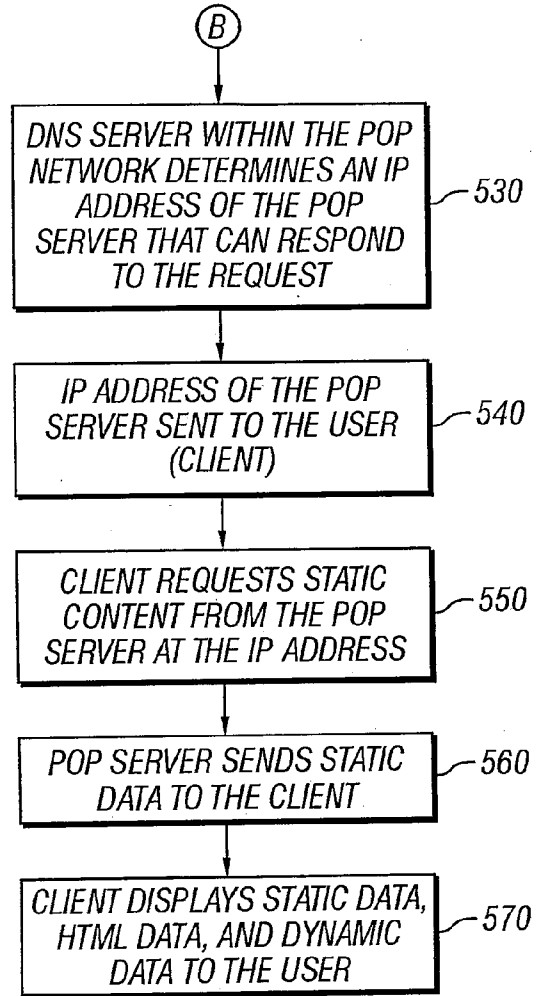 B
DNS SERVER WITHIN THE POP
NETWORK DETERMINES AN IP
ADDRESS OF THE POP
SERVER THAT CAN RESPOND
TO THE REQUEST
530
IP ADDRESS OF THE POP
SERVER SENT TO THE USER
(CLIENT)
540
CLIENT REQUESTS STATIC
CONTENT FROM THE POP
SERVER AT THE IP ADDRESS
550
POP SERVER SENDS STATIC
DATA TO THE CLIENT
560
CLIENT DISPLAYS STATIC DATA,
HTML DATA, AND DYNAMIC
DATA TO THE USER
570